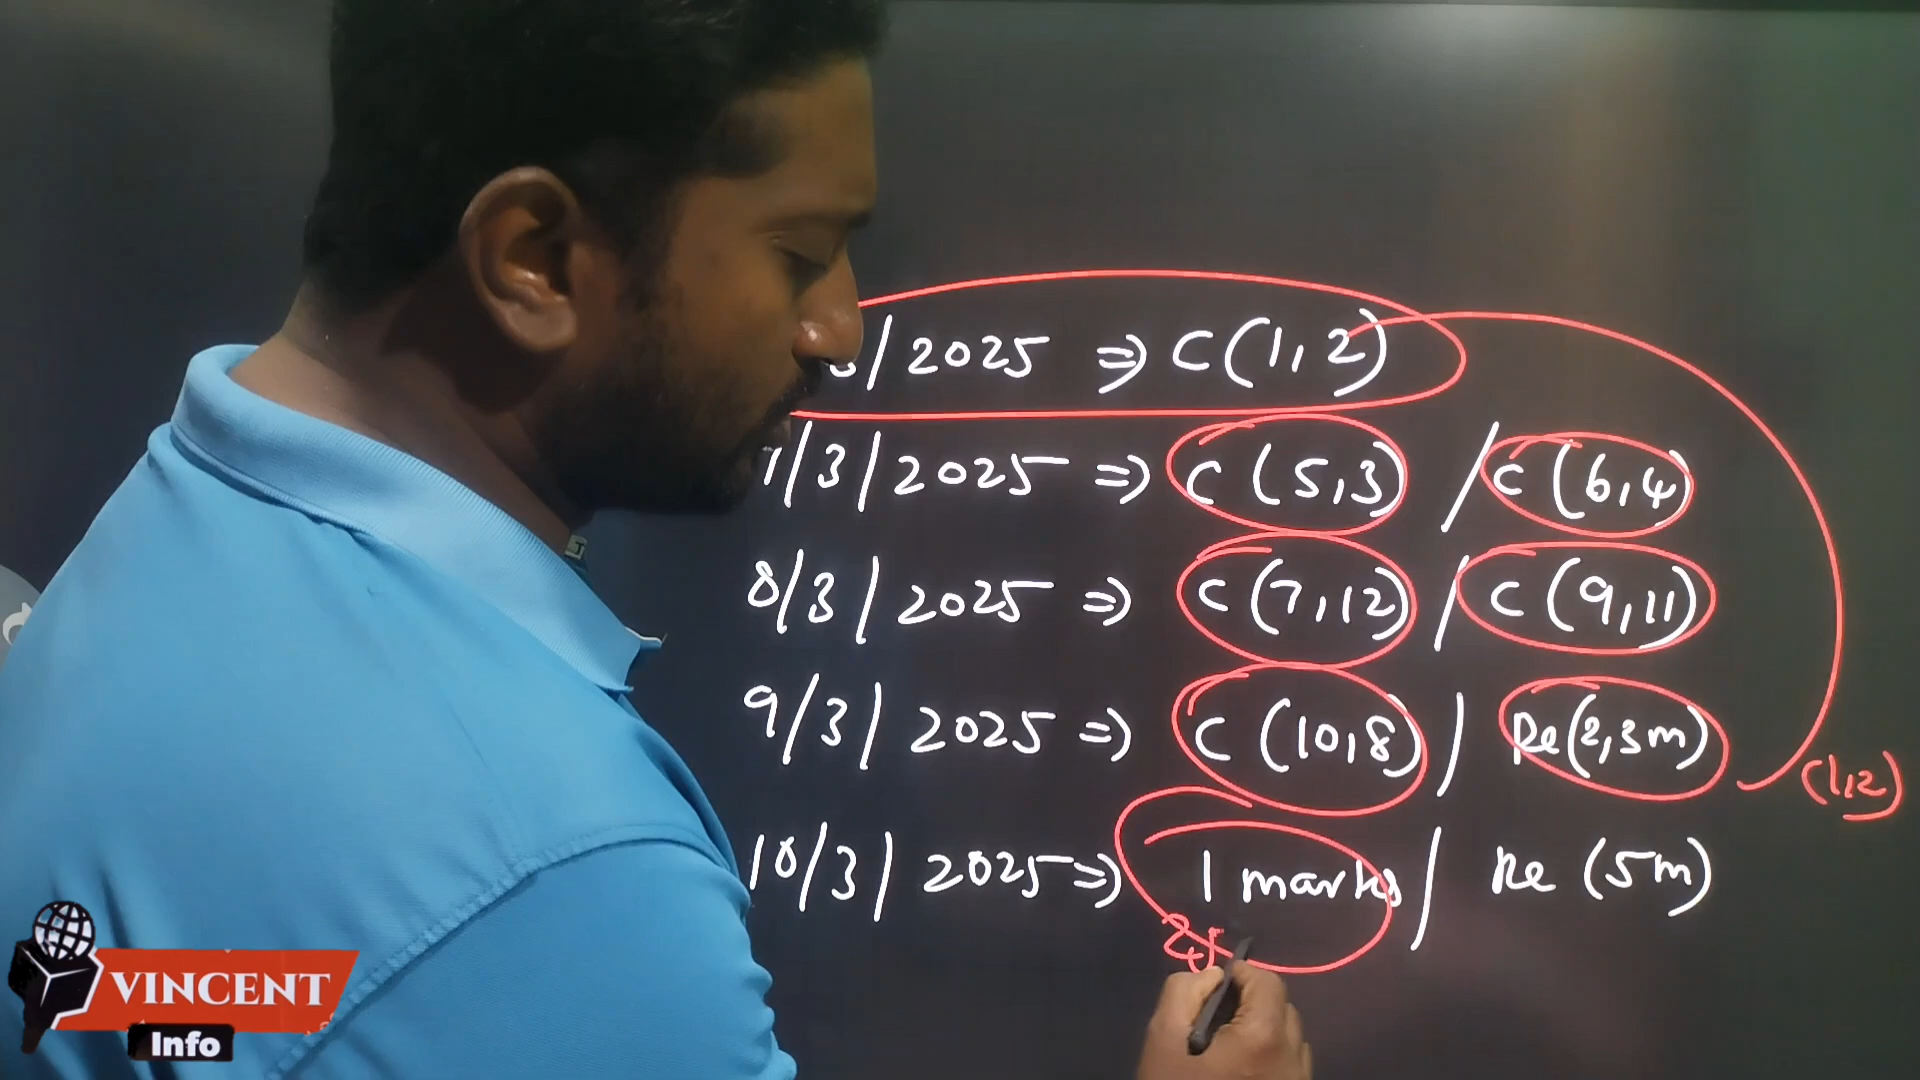 / 2025 => C (1, 2)
/ 3 / 2025 => C (5, 3) / C (6, 4)
8 / 3 / 2025 => C (7, 12) / C (9, 11)
9 / 3 / 2025 => C (10, 8) / Re (2, 3m)
(1, 2)
10 / 3 / 2025 => 1 marks / Re (5m)
VINCENT
Info